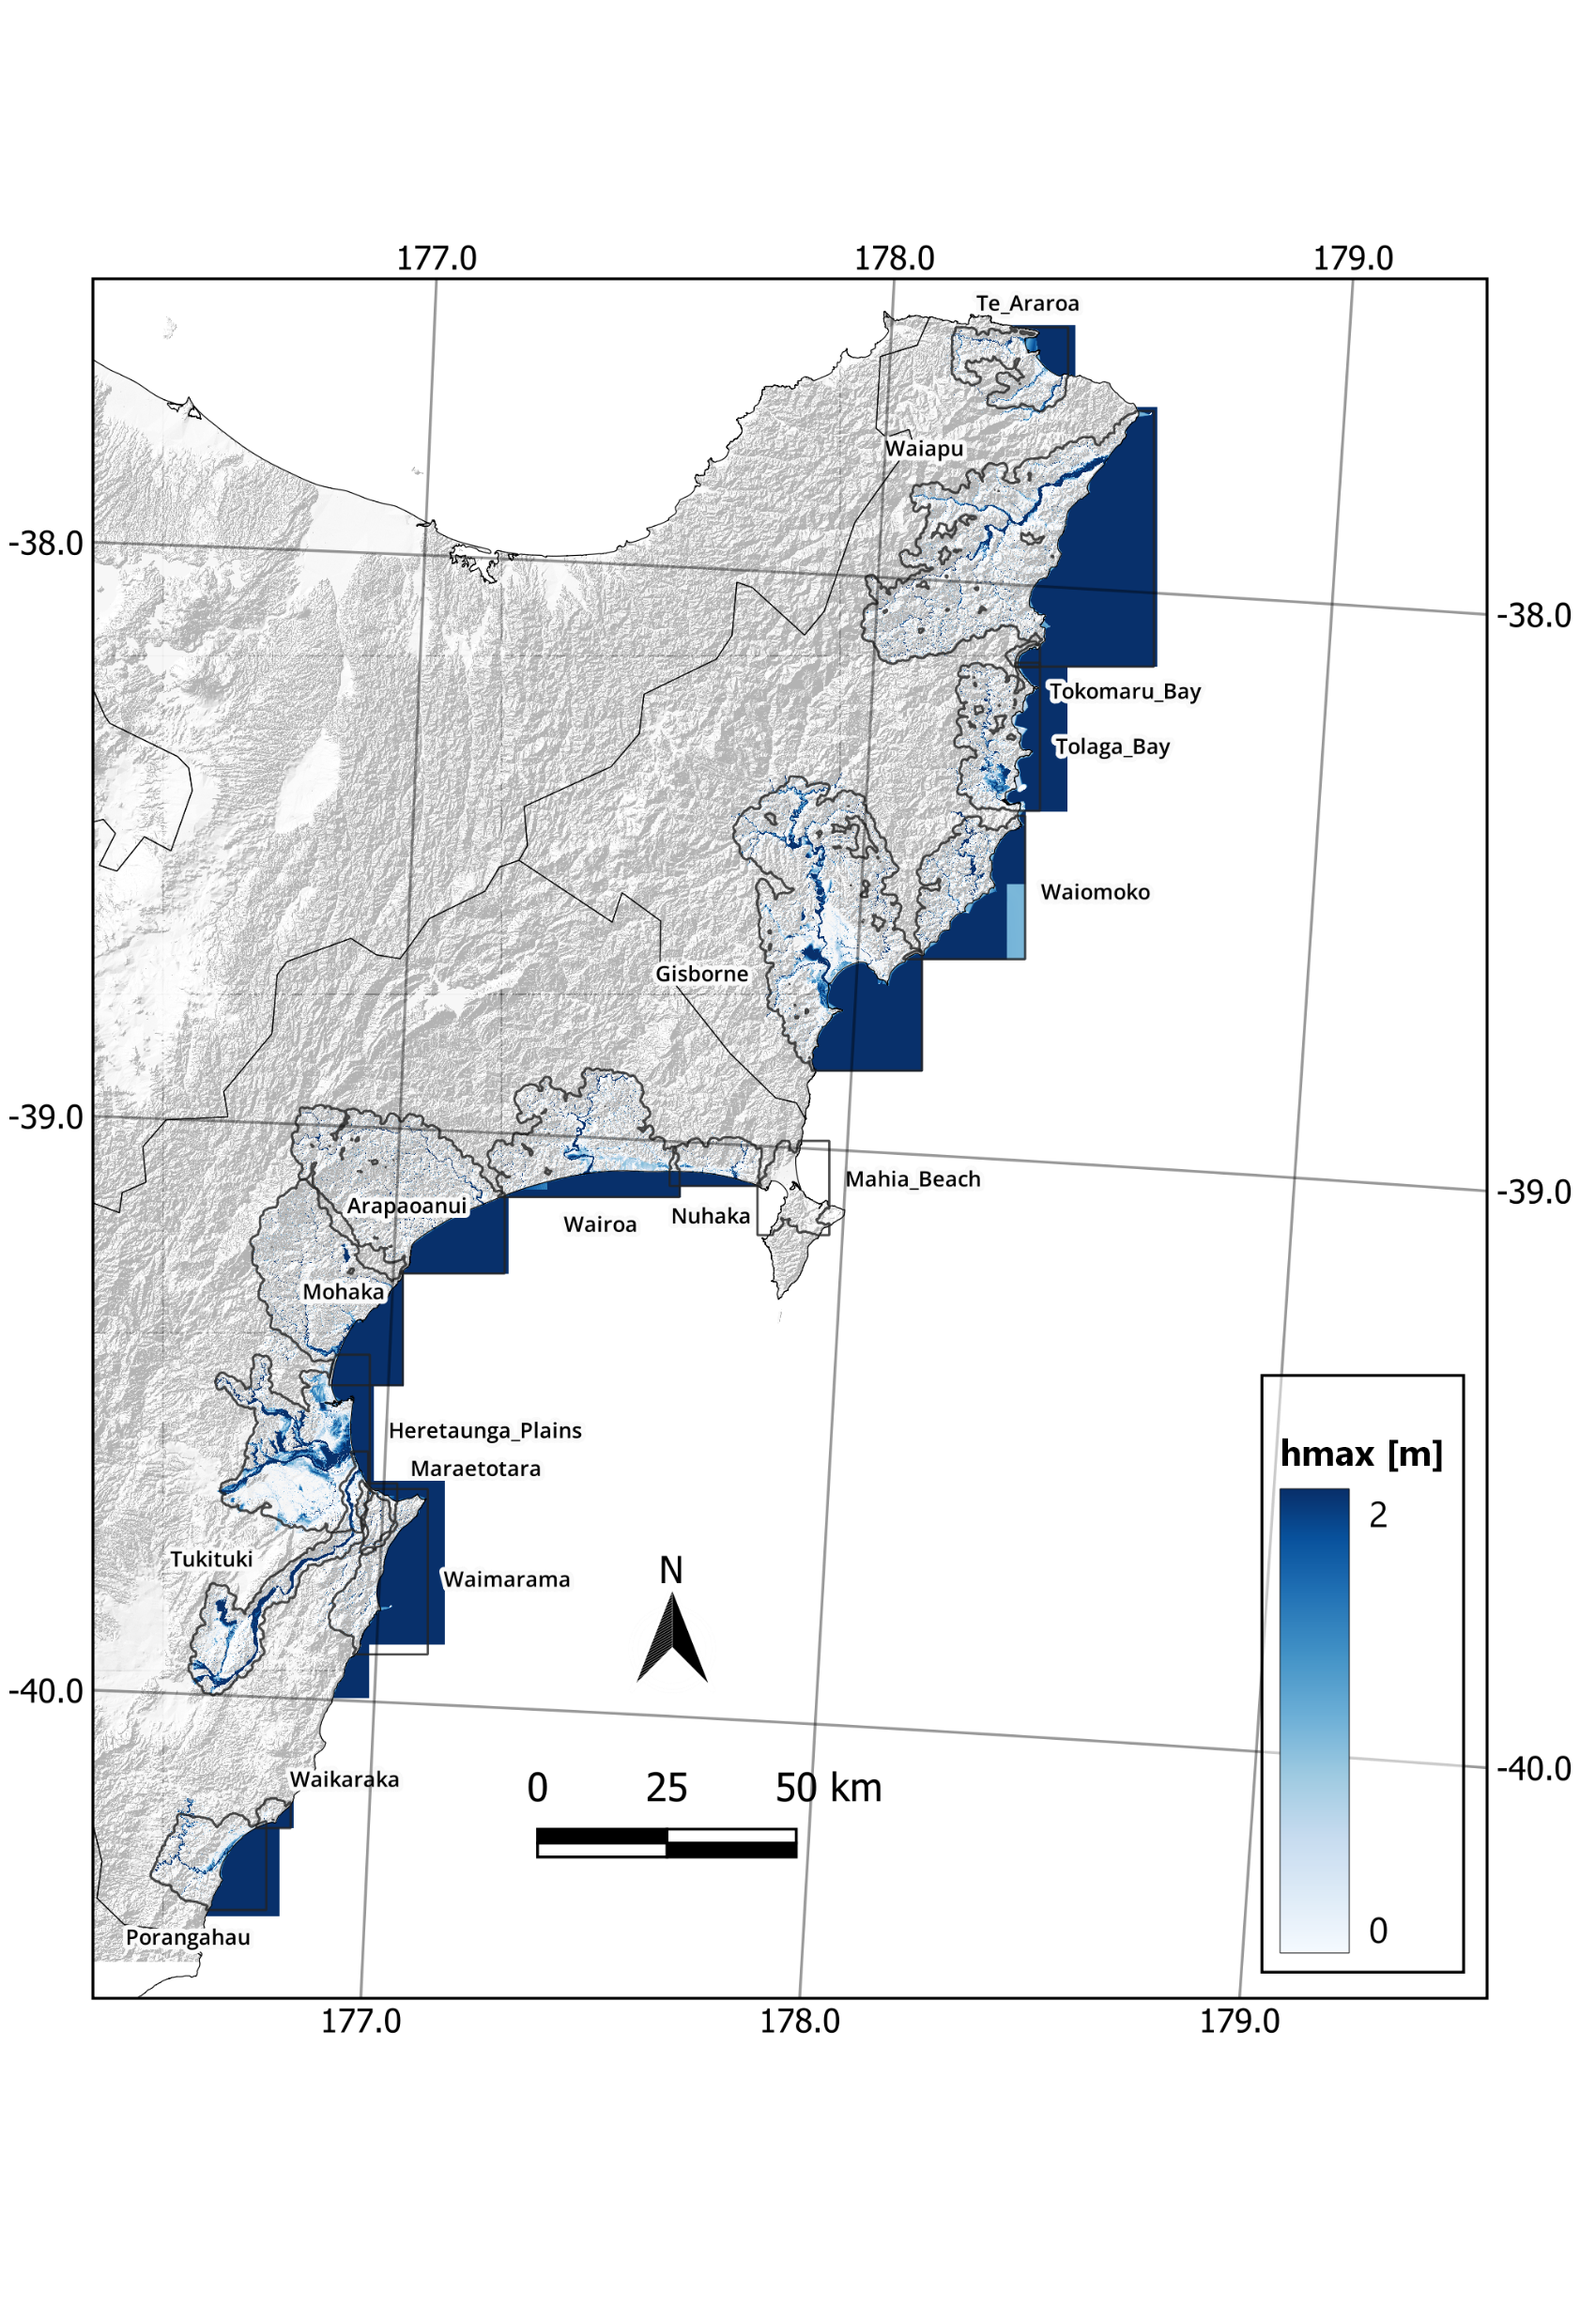 177.0 178.0 179.0
Te_Araroa
Waiapu
-38.0
-38.0
Tokomaru_Bay
Tolaga_Bay
Waiomoko
Gisborne
-39.0
Mahia_Beach
-39.0
Arapaoanui
Nuhaka
Wairoa
Mohaka
Heretaunga_Plains
Maraetotara
hmax [m]
2
Tukituki
N
Waimarama
-40.0
-40.0
Waikaraka
0 25 50 km
0
Porangahau
177.0 178.0 179.0